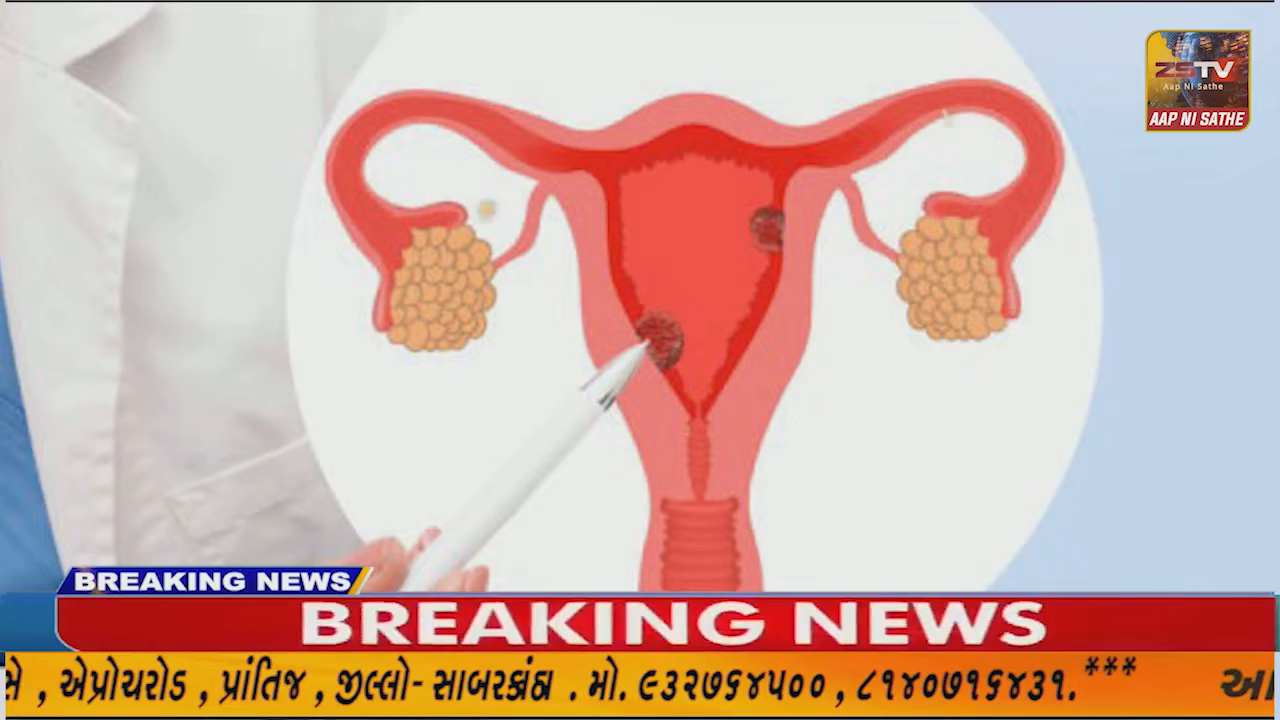 ZSTV
Aap Ni Sathe
AAP NI SATHE
BREAKING NEWS
BREAKING NEWS
સે , એપ્રોચરોડ , પ્રાંતિજ , જીલ્લો- સાબરકાંઠા . મો. ૯૩૨૭૬૪૫૦૦ , ૮૧૪૦૭૧૬૪૩૧. ***